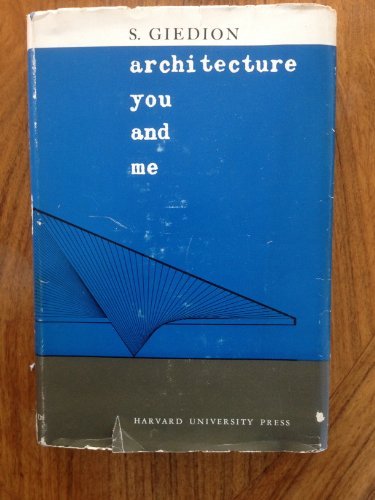 S. GIEDION
architecture
you
and
me
HARVARD UNIVERSITY PRESS